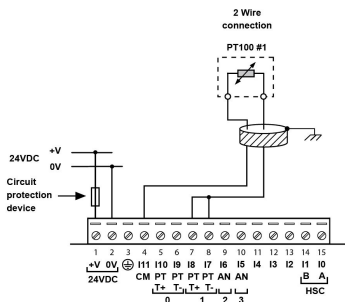 2 Wire
connection
PT100 #1
+V
24VDC
0V
Circuit
protection
device
1 2 3 4 5 6 7 8 9 10 11 12 13 14 15
+V 0V I11 I10 I9 I8 I7 I6 I5 I4 I3 I2 I1 I0
24VDC CM PT PT PT PT AN AN B A
T+ T- T+ T- HSC
0 1 2 3